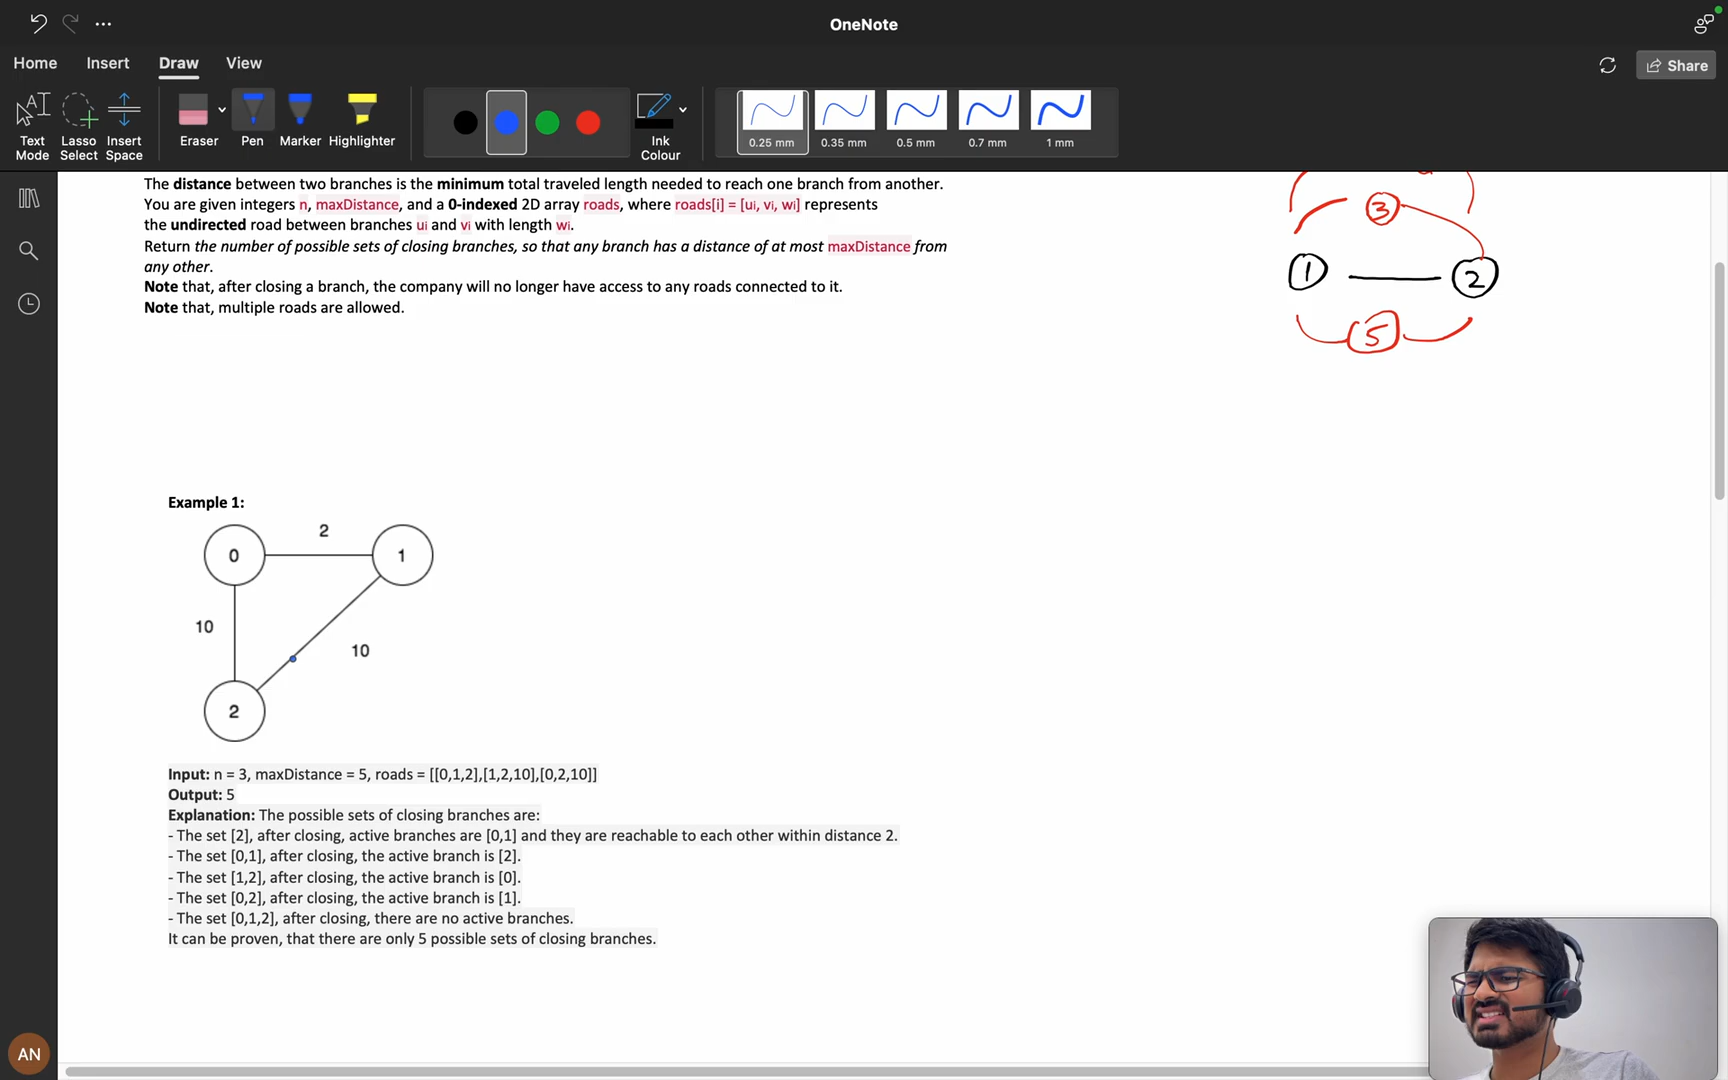 OneNote
Home Insert Draw View
Share
Text Mode
Lasso Select
Insert Space
Eraser
Pen
Marker
Highlighter
Ink Colour
0.25 mm
0.35 mm
0.5 mm
0.7 mm
1 mm
The distance between two branches is the minimum total traveled length needed to reach one branch from another.
You are given integers n, maxDistance, and a 0-indexed 2D array roads, where roads[i] = [ui, vi, wi] represents
the undirected road between branches ui and vi with length wi.
Return the number of possible sets of closing branches, so that any branch has a distance of at most maxDistance from
any other.
Note that, after closing a branch, the company will no longer have access to any roads connected to it.
Note that, multiple roads are allowed.
3
1 2
5
Example 1:
2
0 1
10
10
2
Input: n = 3, maxDistance = 5, roads = [[0,1,2],[1,2,10],[0,2,10]]
Output: 5
Explanation: The possible sets of closing branches are:
- The set [2], after closing, active branches are [0,1] and they are reachable to each other within distance 2.
- The set [0,1], after closing, the active branch is [2].
- The set [1,2], after closing, the active branch is [0].
- The set [0,2], after closing, the active branch is [1].
- The set [0,1,2], after closing, there are no active branches.
It can be proven, that there are only 5 possible sets of closing branches.
AN